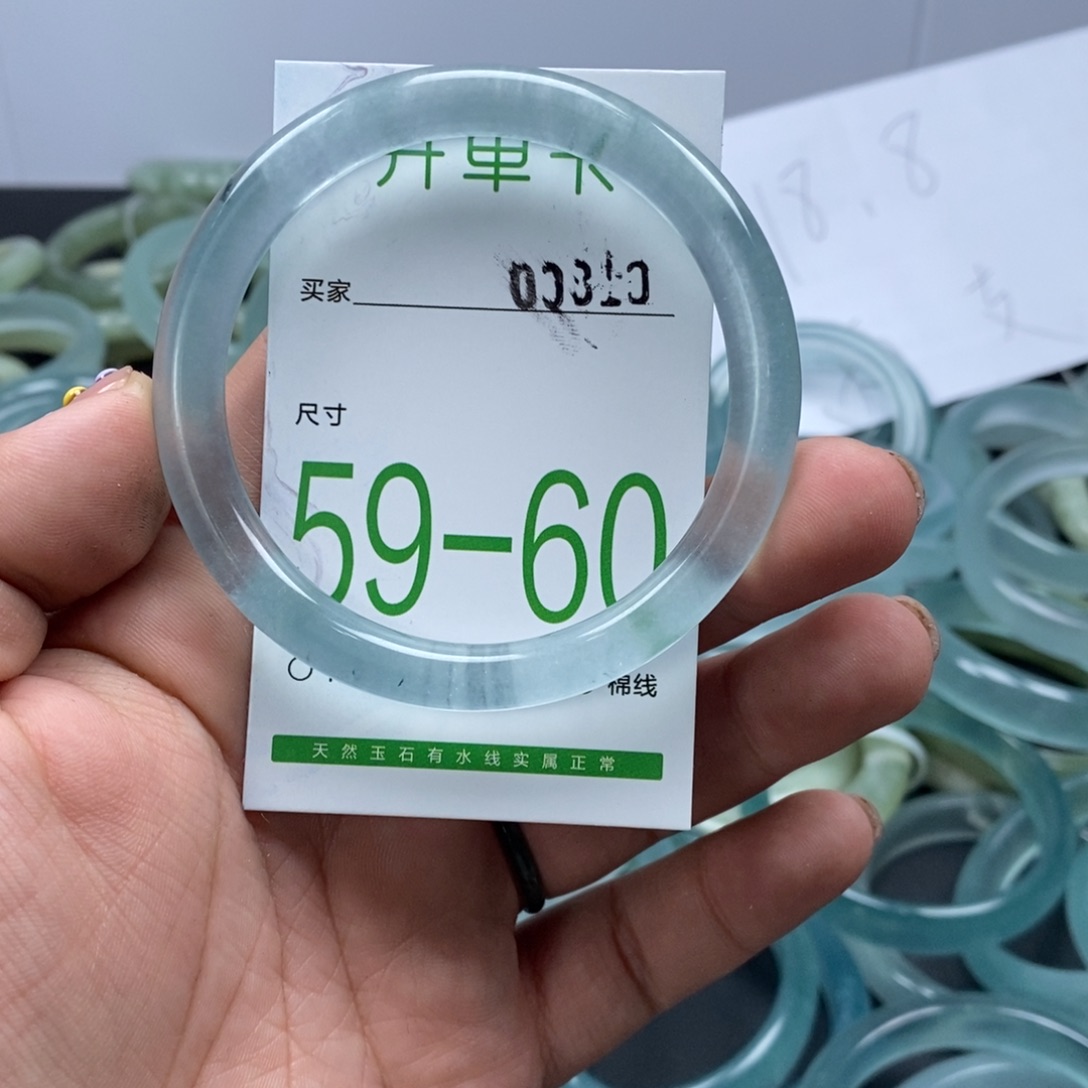 开单卡
18.8
买家 00310
尺寸
59-60
棉线
天然玉石有水线实属正常